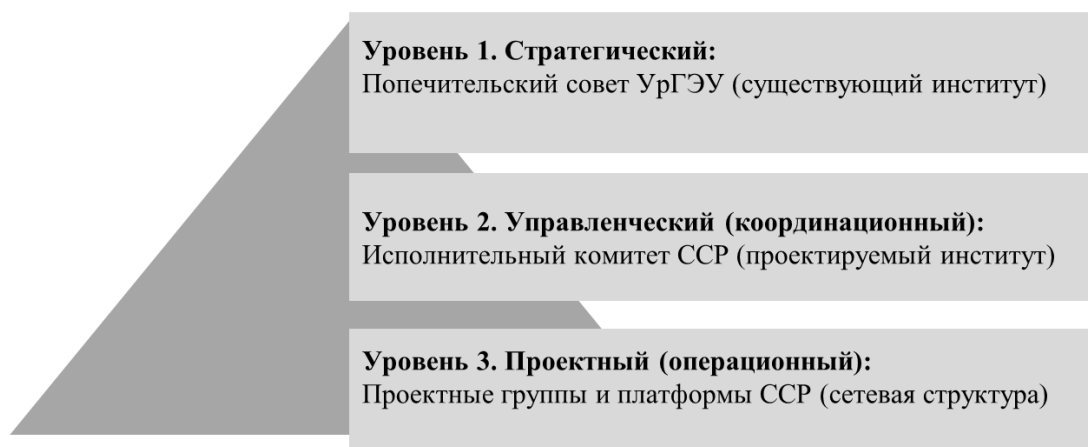 Уровень 1. Стратегический:
Попечительский совет УрГЭУ (существующий институт)
Уровень 2. Управленческий (координационный):
Исполнительный комитет ССР (проектируемый институт)
Уровень 3. Проектный (операционный):
Проектные группы и платформы ССР (сетевая структура)